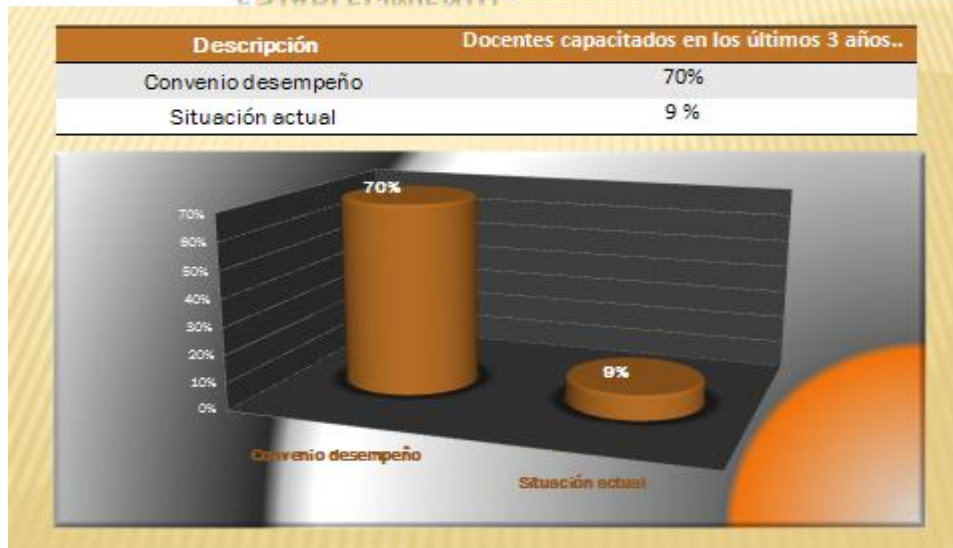 Descripción Docentes capacitados en los últimos 3 años..
Convenio desempeño 70%
Situación actual 9 %
70%
70%
60%
50%
40%
30%
20%
10%
0%
9%
Convenio desempeño
Situación actual